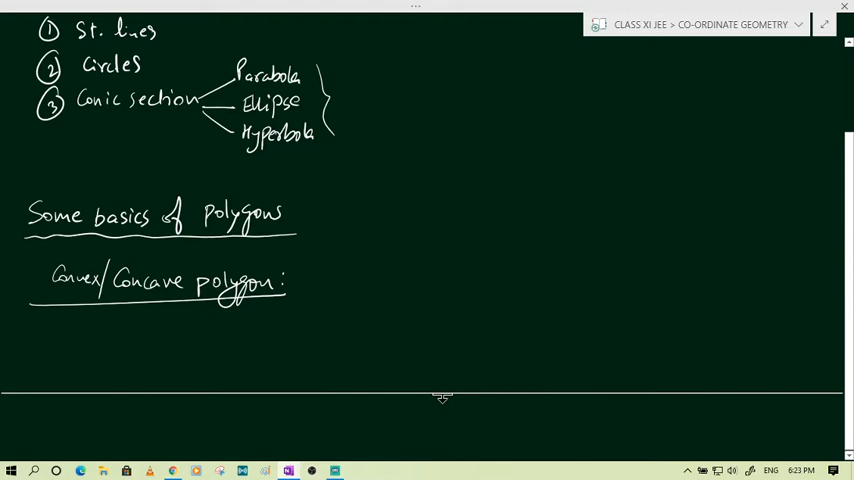 CLASS XI JEE > CO-ORDINATE GEOMETRY
① St. lines
② Circles
③ Conic section
Parabola
Ellipse
Hyperbola
Some basics of polygons
Convex/Concave polygon:
ENG 6:23 PM